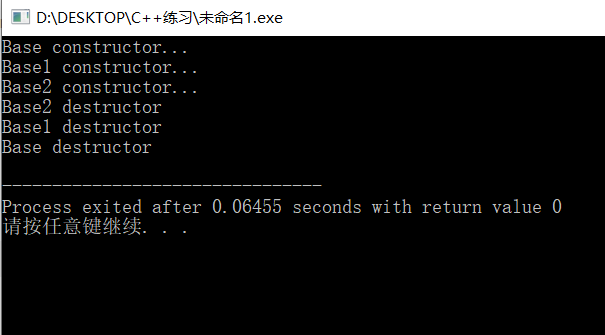 D:\DESKTOP\C++练习\未命名1.exe
Base constructor...
Base1 constructor...
Base2 constructor...
Base2 destructor
Base1 destructor
Base destructor
--------------------------------
Process exited after 0.06455 seconds with return value 0
请按任意键继续. . .